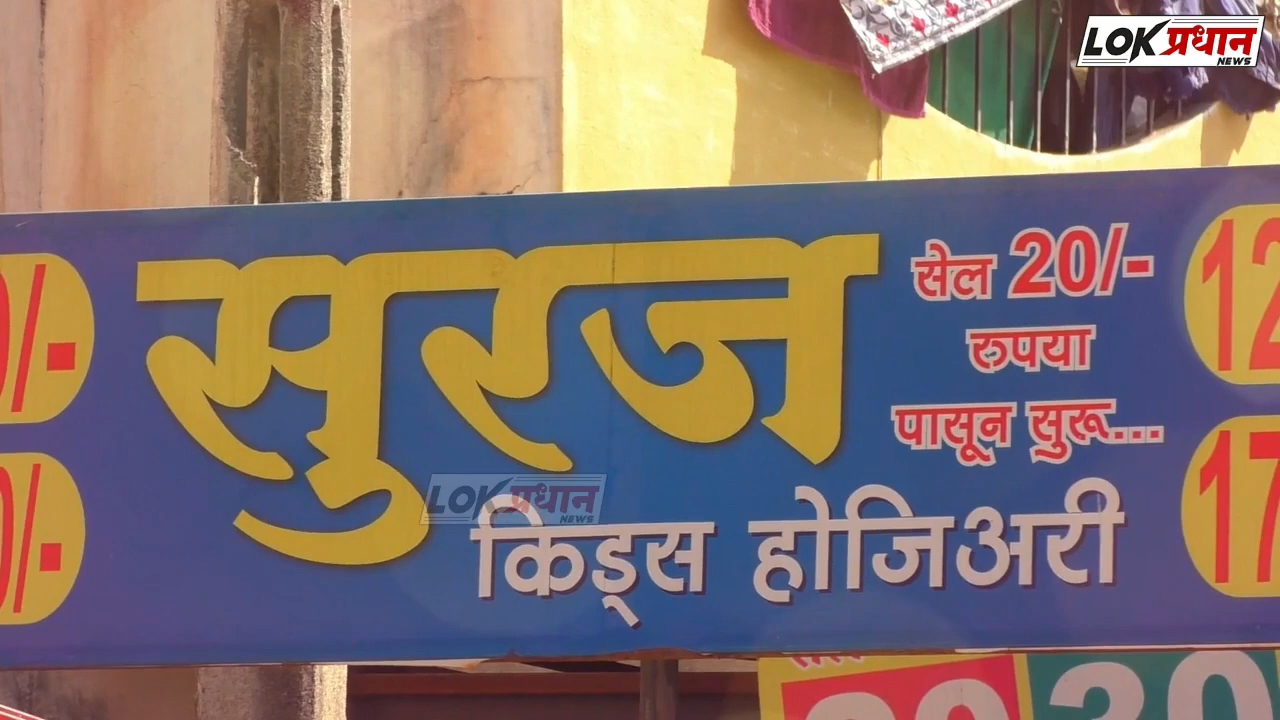 LOKप्रधान
NEWS
सुरज
सेल 20/-
रुपया
पासून सुरू...
LOKप्रधान
NEWS
किड्स होजिअरी